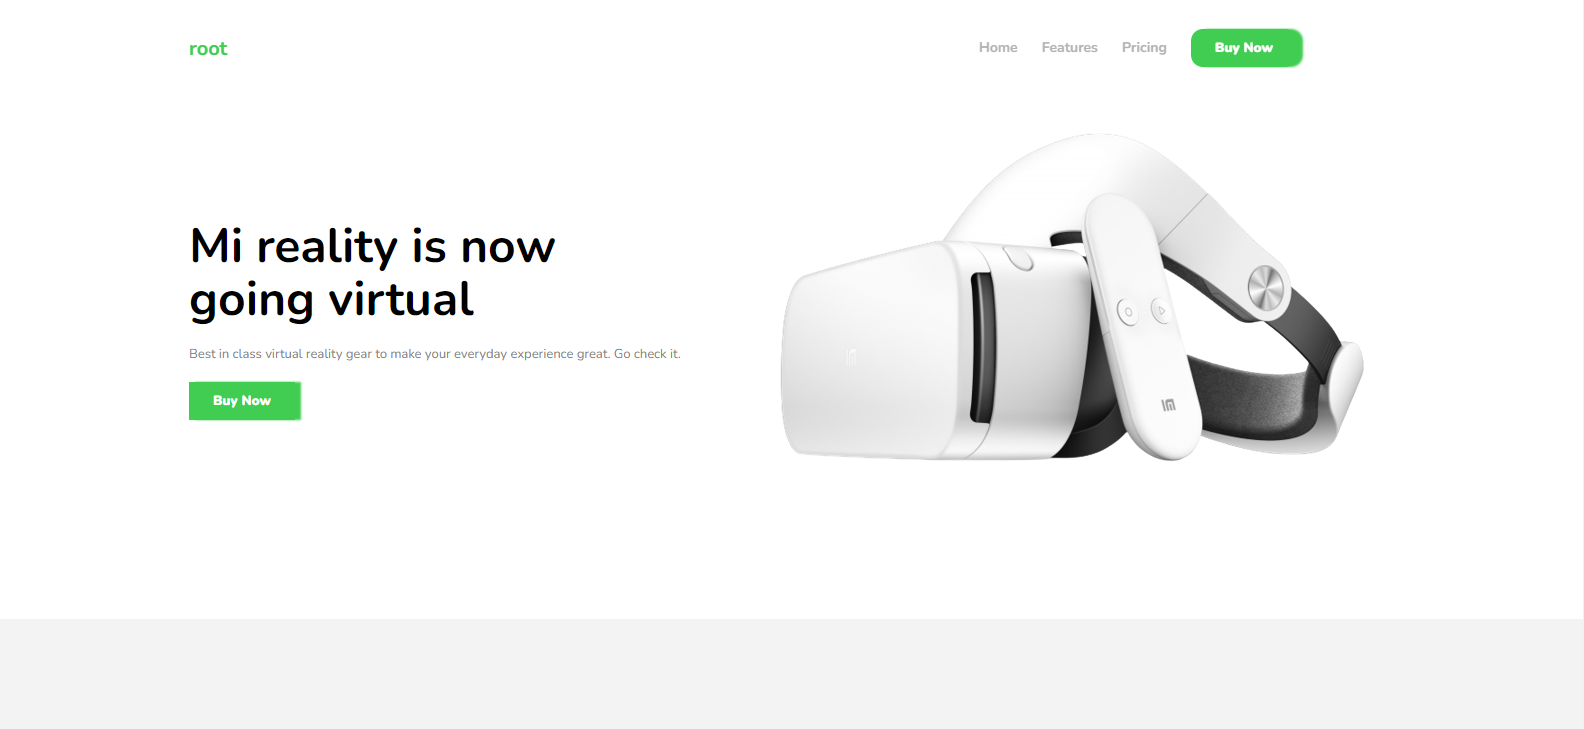 root
Home Features Pricing Buy Now
Mi reality is now
going virtual
Best in class virtual reality gear to make your everyday experience great. Go check it.
Buy Now